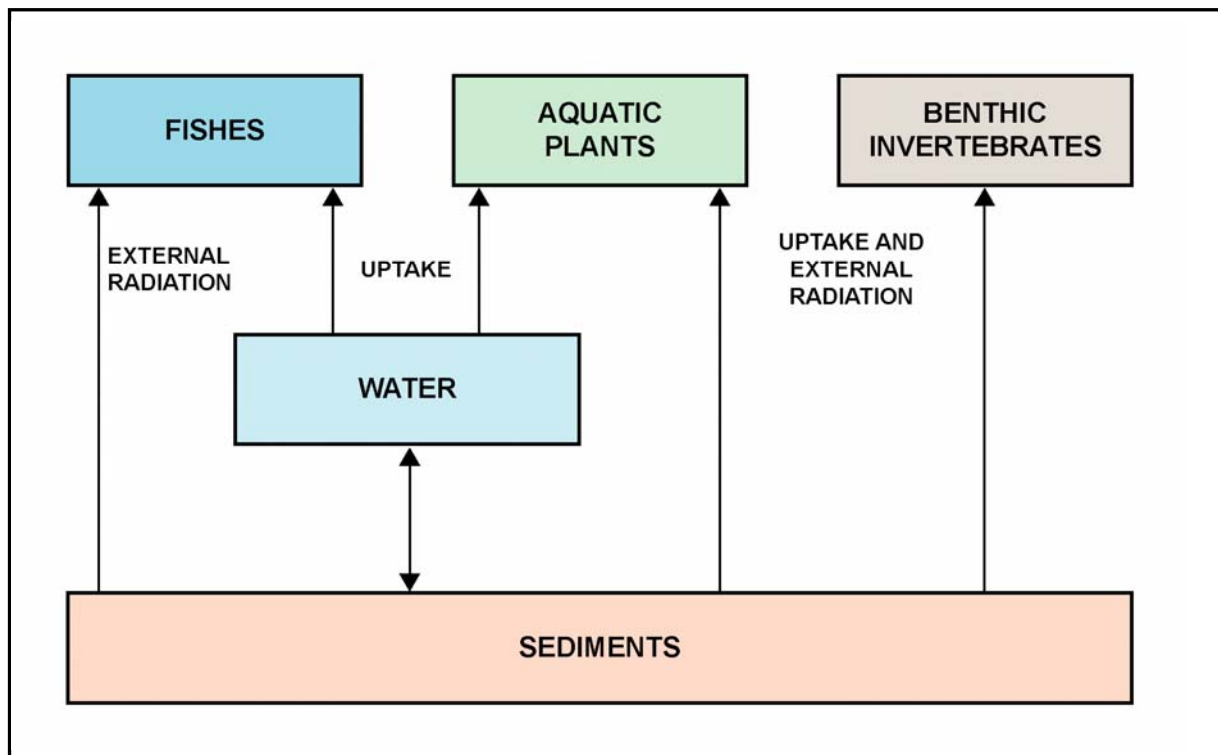 FISHES
AQUATIC
PLANTS
BENTHIC
INVERTEBRATES
EXTERNAL
RADIATION
UPTAKE
UPTAKE AND
EXTERNAL
RADIATION
WATER
SEDIMENTS